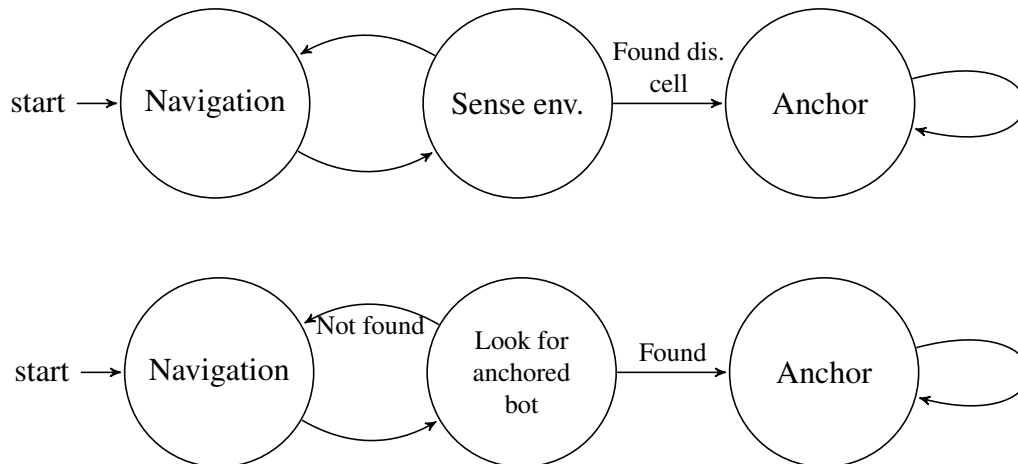 Found dis.
cell
start
Navigation
Sense env.
Anchor
Not found
Found
start
Navigation
Look for
anchored
bot
Anchor